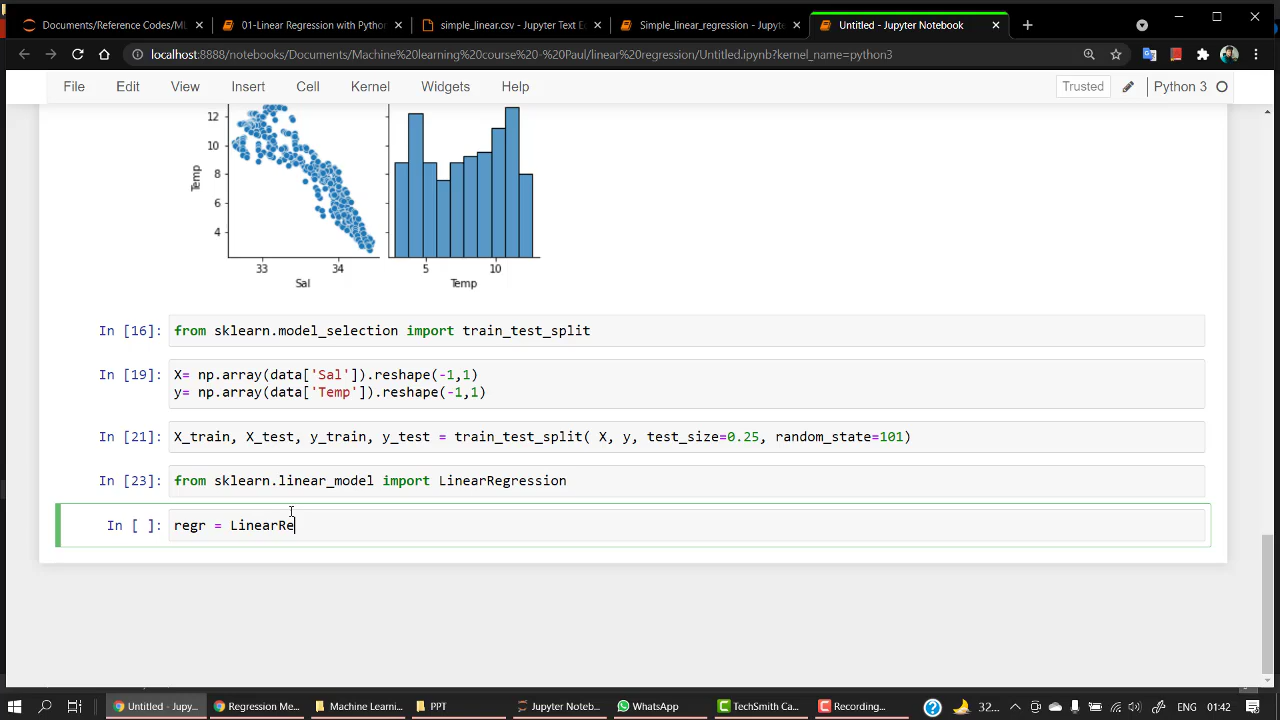 Documents/Reference Codes/ML
01-Linear Regression with Python
simple_linear.csv - Jupyter Text E
Simple_linear_regression - Jupyte
Untitled - Jupyter Notebook
localhost:8888/notebooks/Documents/Machine%20learning%20course%20-%20Paul/linear%20regression/Untitled.ipynb?kernel_name=python3
File Edit View Insert Cell Kernel Widgets Help Trusted Python 3
12
10
8
6
4
Temp
33 34 5 10
Sal Temp
In [16]: from sklearn.model_selection import train_test_split
In [19]: X= np.array(data['Sal']).reshape(-1,1)
y= np.array(data['Temp']).reshape(-1,1)
In [21]: X_train, X_test, y_train, y_test = train_test_split( X, y, test_size=0.25, random_state=101)
In [23]: from sklearn.linear_model import LinearRegression
In [ ]: regr = LinearRe
Untitled - Jupy... Regression Me... Machine Learni... PPT Jupyter Noteb... WhatsApp TechSmith Ca... Recording... 32... ENG 01:42